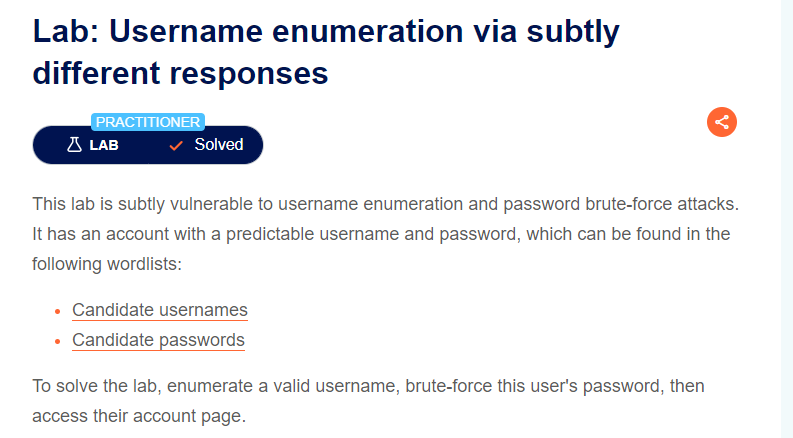 Lab: Username enumeration via subtly
different responses
PRACTITIONER
LAB Solved
This lab is subtly vulnerable to username enumeration and password brute-force attacks.
It has an account with a predictable username and password, which can be found in the
following wordlists:
• Candidate usernames
• Candidate passwords
To solve the lab, enumerate a valid username, brute-force this user's password, then
access their account page.